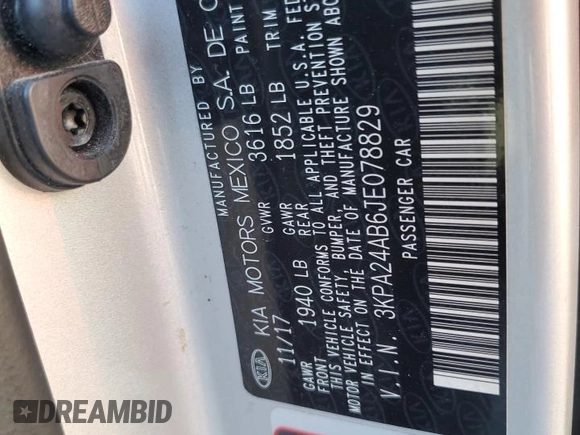 MANUFACTURED BY
KIA KIA MOTORS MEXICO S.A. DE C
11/17 GVWR 3616 LB PAINT
GAWR FRONT 1940 LB GAWR REAR 1852 LB TRIM
THIS VEHICLE CONFORMS TO ALL APPLICABLE U.S.A. FED
MOTOR VEHICLE SAFETY, BUMPER, AND THEFT PREVENTION S
IN EFFECT ON THE DATE OF MANUFACTURE SHOWN ABO
V.I.N. 3KPA24AB6JE078829
PASSENGER CAR
DREAMBID